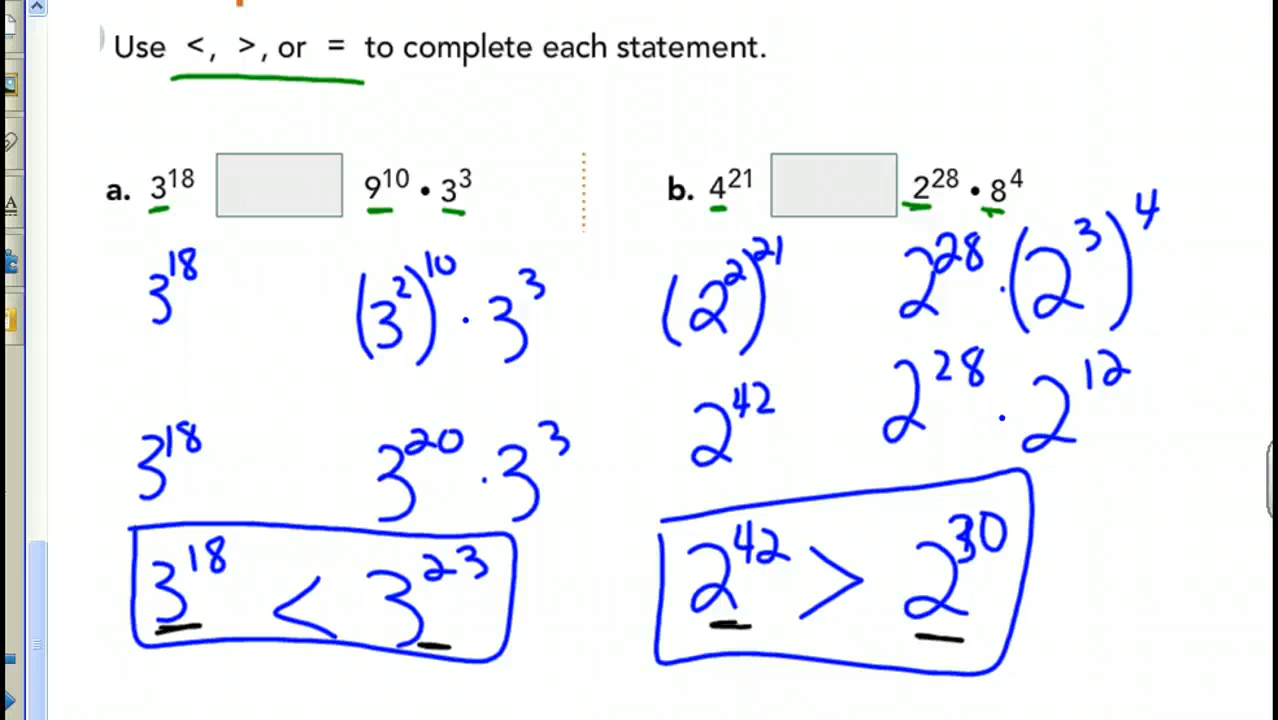 Use <, >, or = to complete each statement.
a. 3^18 9^10 • 3^3
3^18 (3^2)^10 · 3^3
3^18 3^20 · 3^3
3^18 < 3^23
b. 4^21 2^28 • 8^4
(2^2)^21 2^28 · (2^3)^4
2^42 2^28 · 2^12
2^42 > 2^30